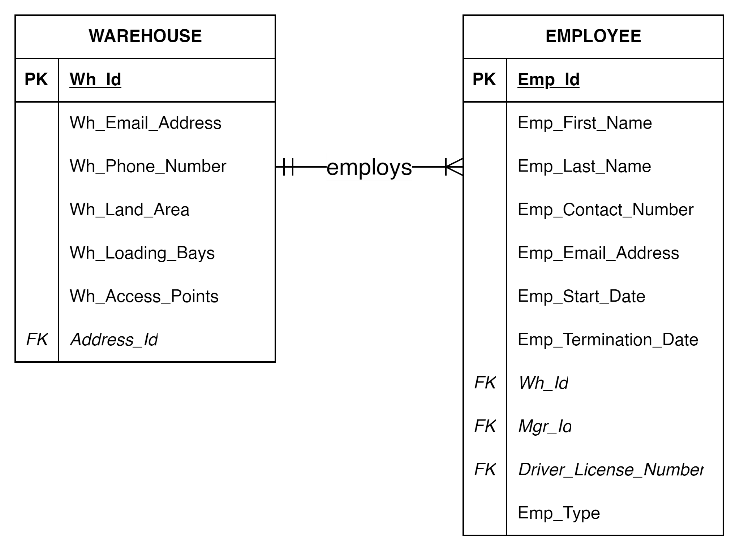 WAREHOUSE
PK Wh_Id
Wh_Email_Address
Wh_Phone_Number
Wh_Land_Area
Wh_Loading_Bays
Wh_Access_Points
FK Address_Id
employs
EMPLOYEE
PK Emp_Id
Emp_First_Name
Emp_Last_Name
Emp_Contact_Number
Emp_Email_Address
Emp_Start_Date
Emp_Termination_Date
FK Wh_Id
FK Mgr_Id
FK Driver_License_Number
Emp_Type